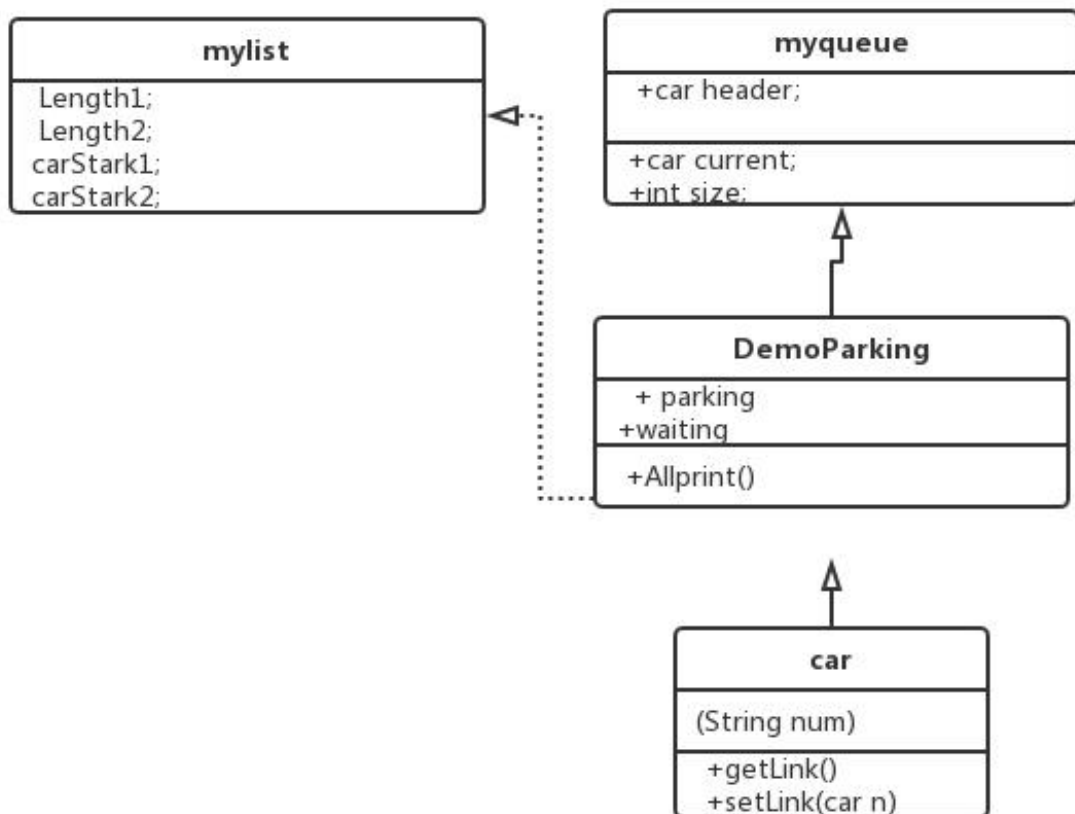 mylist
Length1;
Length2;
carStark1;
carStark2;
myqueue
+car header;
+car current;
+int size;
DemoParking
+ parking
+waiting
+Allprint()
car
(String num)
+getLink()
+setLink(car n)